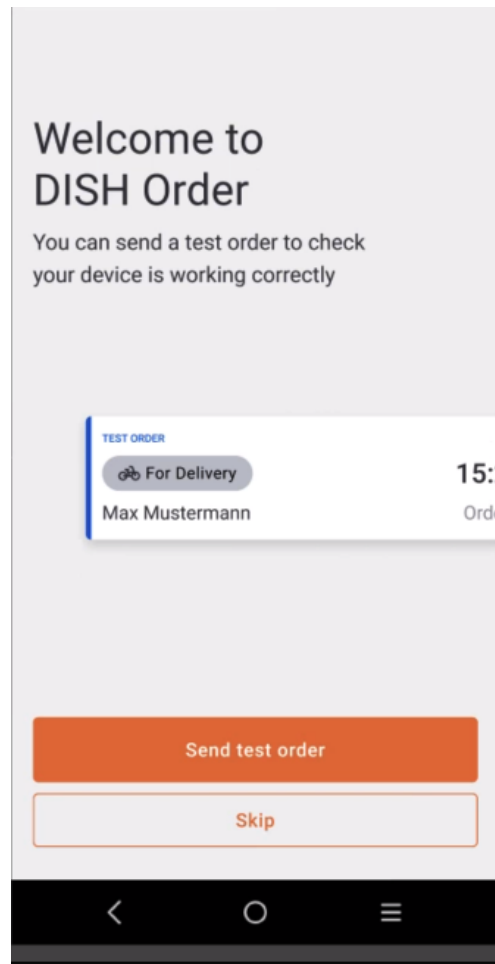 Welcome to
DISH Order
You can send a test order to check
your device is working correctly
TEST ORDER
For Delivery
15:
Max Mustermann
Send test order
Skip